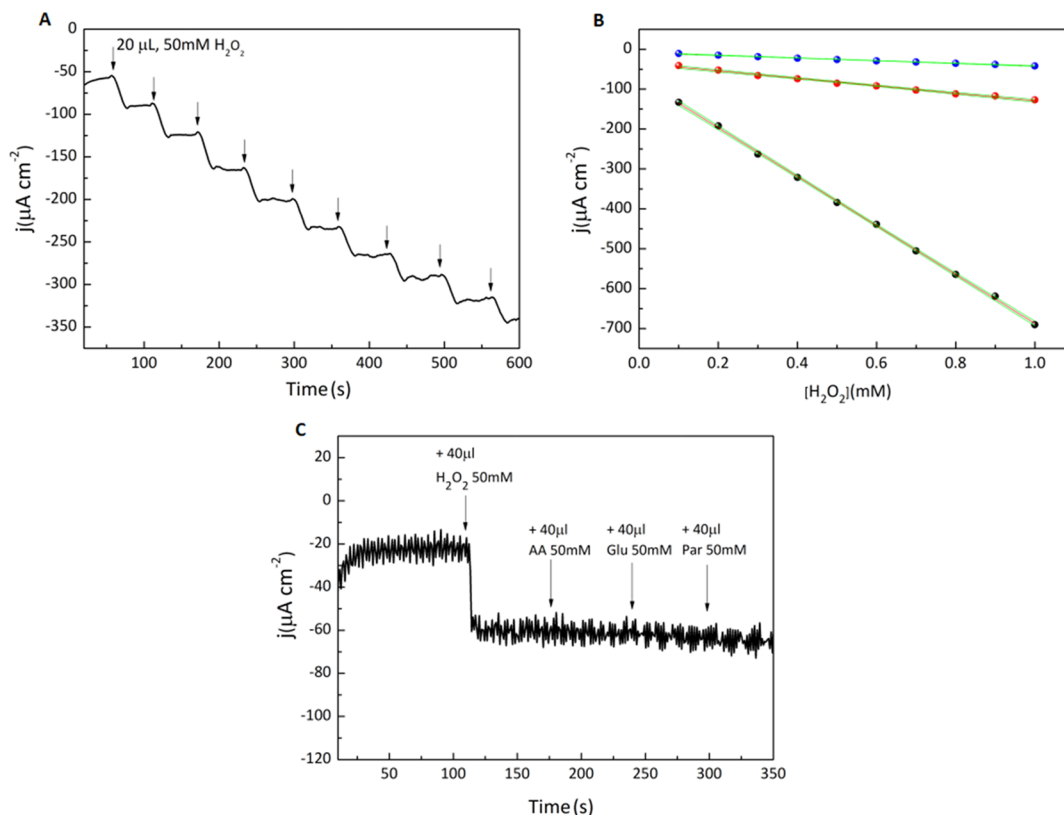 A
20 μL, 50mM H₂O₂
0
-50
-100
-150
-200
-250
-300
-350
j(μA cm⁻²)
100
200
300
400
500
600
Time (s)
B
0
-100
-200
-300
-400
-500
-600
-700
j(μA cm⁻²)
0.0
0.2
0.4
0.6
0.8
1.0
[H₂O₂](mM)
C
+ 40μl
H₂O₂ 50mM
+ 40μl
AA 50mM
+ 40μl
Glu 50mM
+ 40μl
Par 50mM
20
0
-20
-40
-60
-80
-100
-120
j(μA cm⁻²)
50
100
150
200
250
300
350
Time (s)